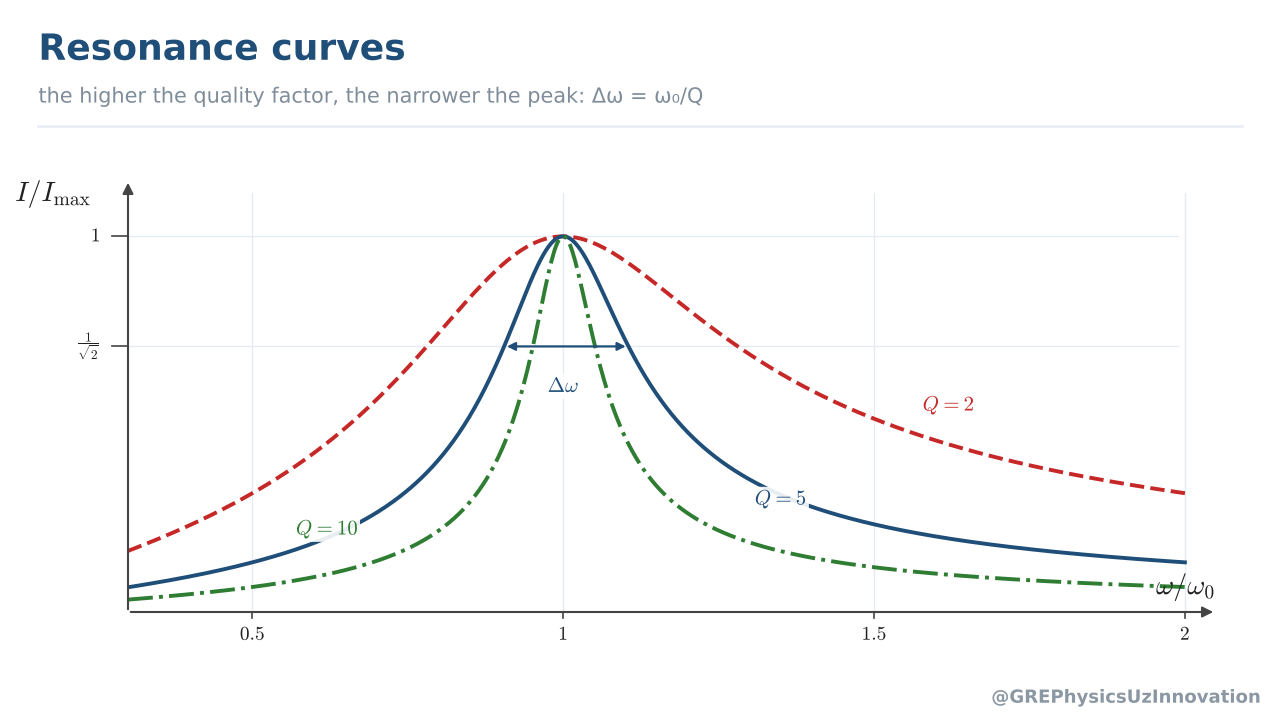 Resonance curves
the higher the quality factor, the narrower the peak: Δω = ω₀/Q
I/I_max
1
1/√2
Δω
Q = 2
Q = 5
Q = 10
ω/ω₀
0.5 1 1.5 2
@GREPhysicsUzInnovation